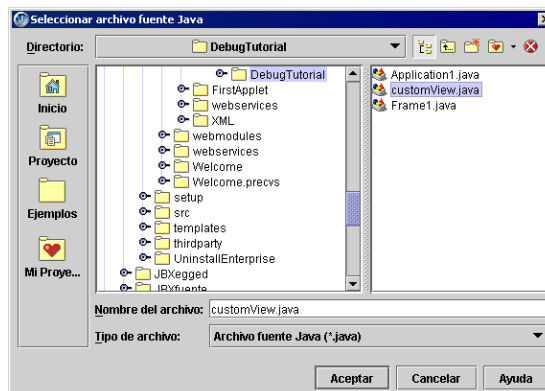 Seleccionar archivo fuente Java
Directorio:
DebugTutorial
Inicio
Proyecto
Ejemplos
Mi Proye...
DebugTutorial
FirstApplet
webservices
XML
webmodules
webservices
Welcome
Welcome.precvs
setup
src
templates
thirdparty
UninstallEnterprise
JBXegged
JBXfuente
Application1.java
customView.java
Frame1.java
Nombre del archivo: customView.java
Tipo de archivo: Archivo fuente Java (*.java)
Aceptar Cancelar Ayuda